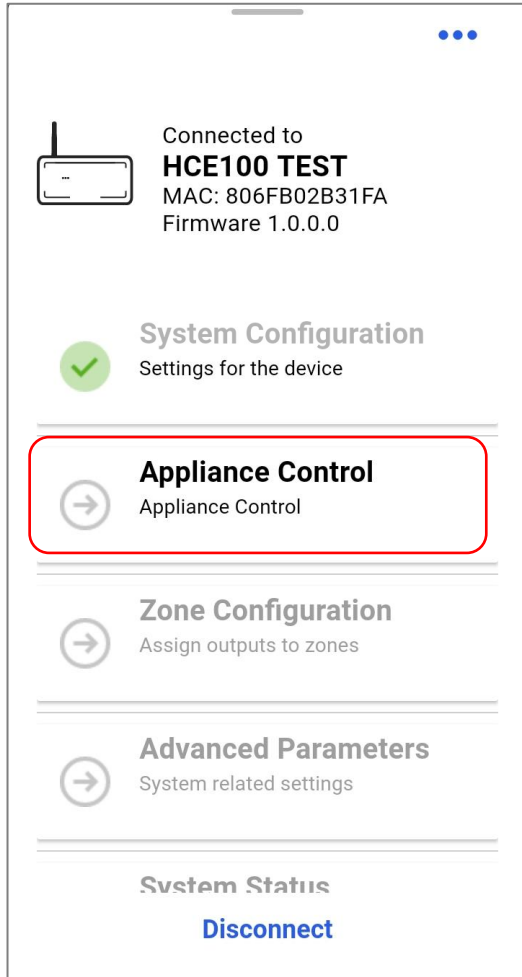 Connected to
HCE100 TEST
MAC: 806FB02B31FA
Firmware 1.0.0.0
System Configuration
Settings for the device
Appliance Control
Appliance Control
Zone Configuration
Assign outputs to zones
Advanced Parameters
System related settings
System Status
Disconnect